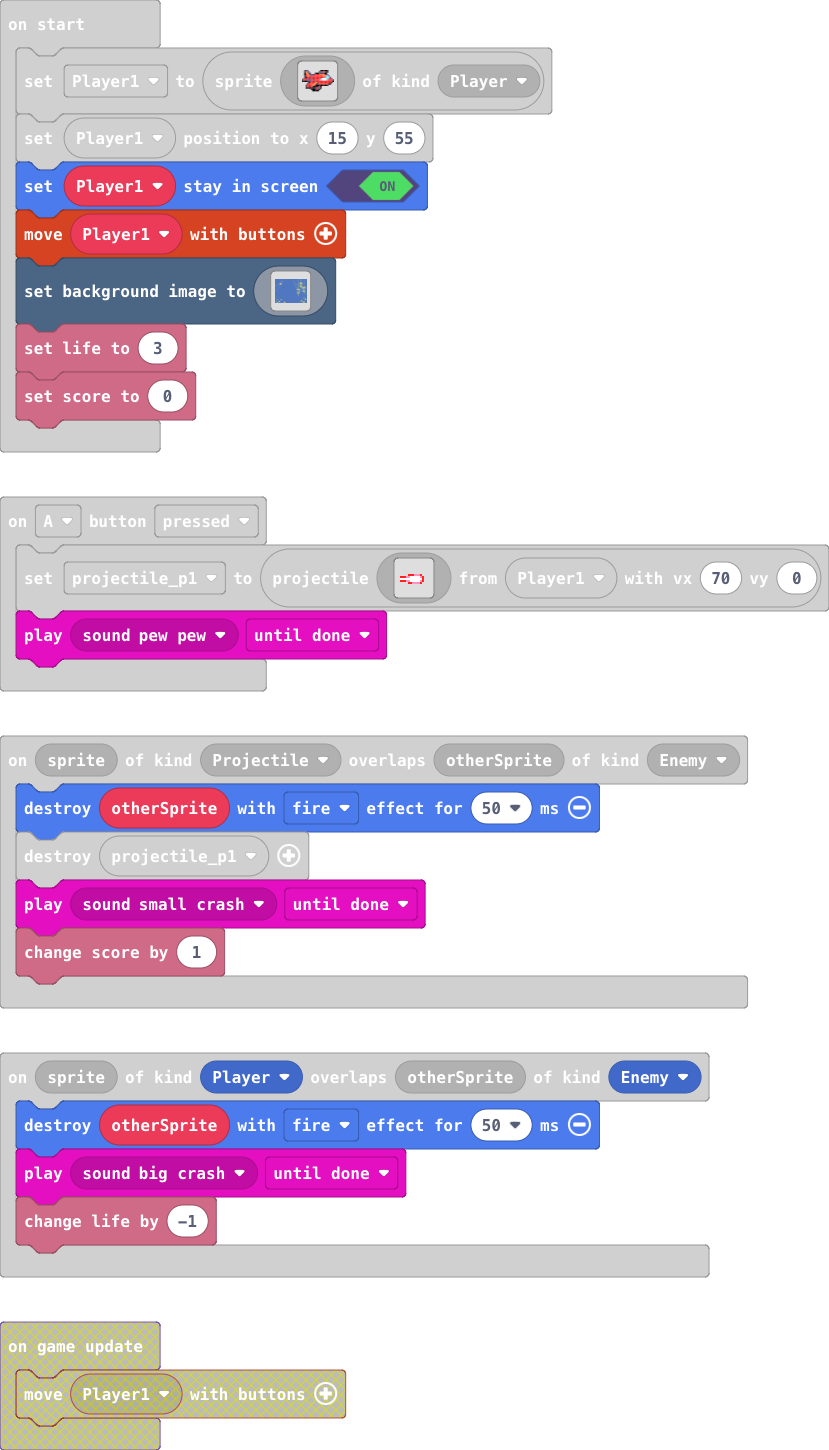 on start
set Player1 to sprite of kind Player
set Player1 position to x 15 y 55
set Player1 stay in screen ON
move Player1 with buttons
set background image to
set life to 3
set score to 0
on A button pressed
set projectile_p1 to projectile from Player1 with vx 70 vy 0
play sound pew pew until done
on sprite of kind Projectile overlaps otherSprite of kind Enemy
destroy otherSprite with fire effect for 50 ms
destroy projectile_p1
play sound small crash until done
change score by 1
on sprite of kind Player overlaps otherSprite of kind Enemy
destroy otherSprite with fire effect for 50 ms
play sound big crash until done
change life by -1
on game update
move Player1 with buttons